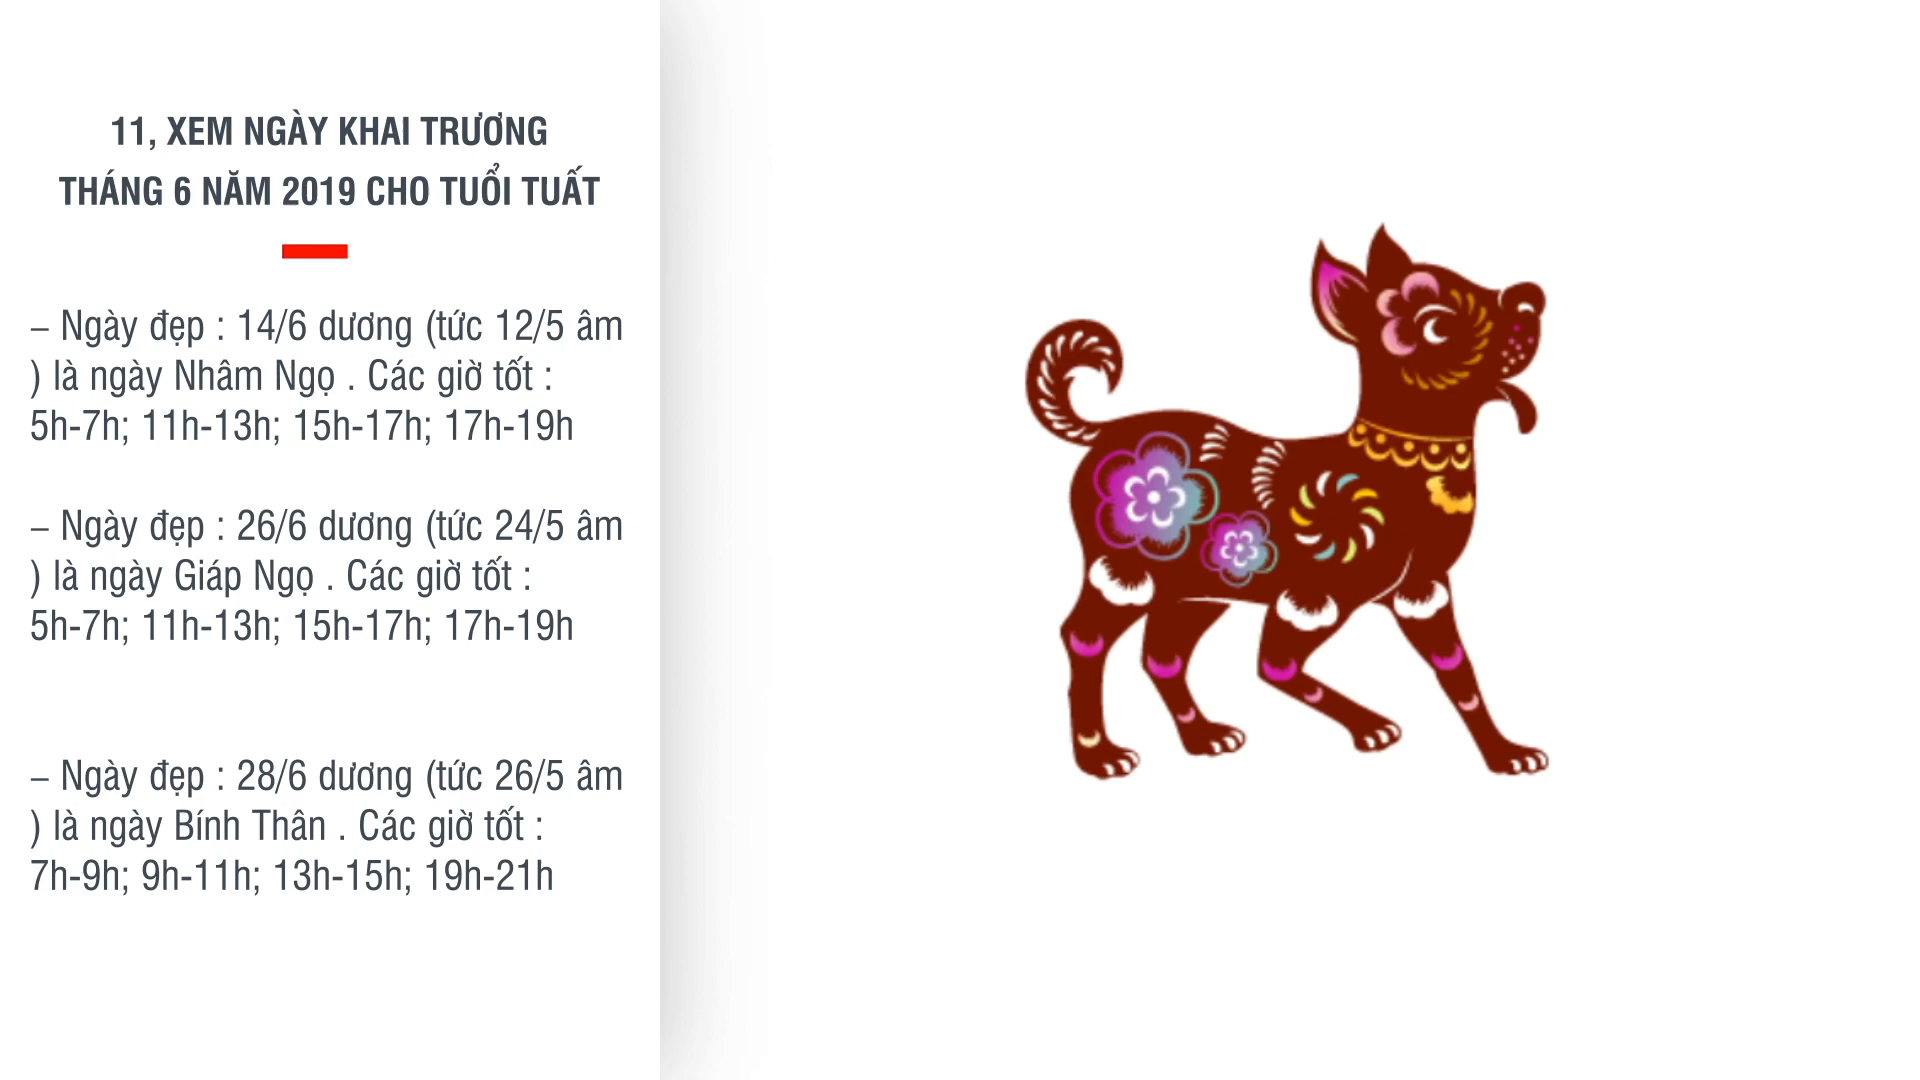 11, XEM NGÀY KHAI TRƯƠNG
THÁNG 6 NĂM 2019 CHO TUỔI TUẤT
– Ngày đẹp : 14/6 dương (tức 12/5 âm
) là ngày Nhâm Ngọ . Các giờ tốt :
5h-7h; 11h-13h; 15h-17h; 17h-19h
– Ngày đẹp : 26/6 dương (tức 24/5 âm
) là ngày Giáp Ngọ . Các giờ tốt :
5h-7h; 11h-13h; 15h-17h; 17h-19h
– Ngày đẹp : 28/6 dương (tức 26/5 âm
) là ngày Bính Thân . Các giờ tốt :
7h-9h; 9h-11h; 13h-15h; 19h-21h